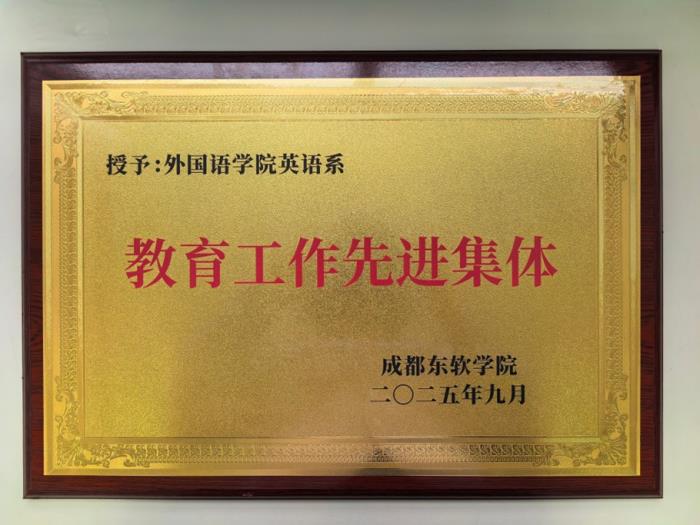 授予:外国语学院英语系
教育工作先进集体
成都东软学院
二〇二五年九月